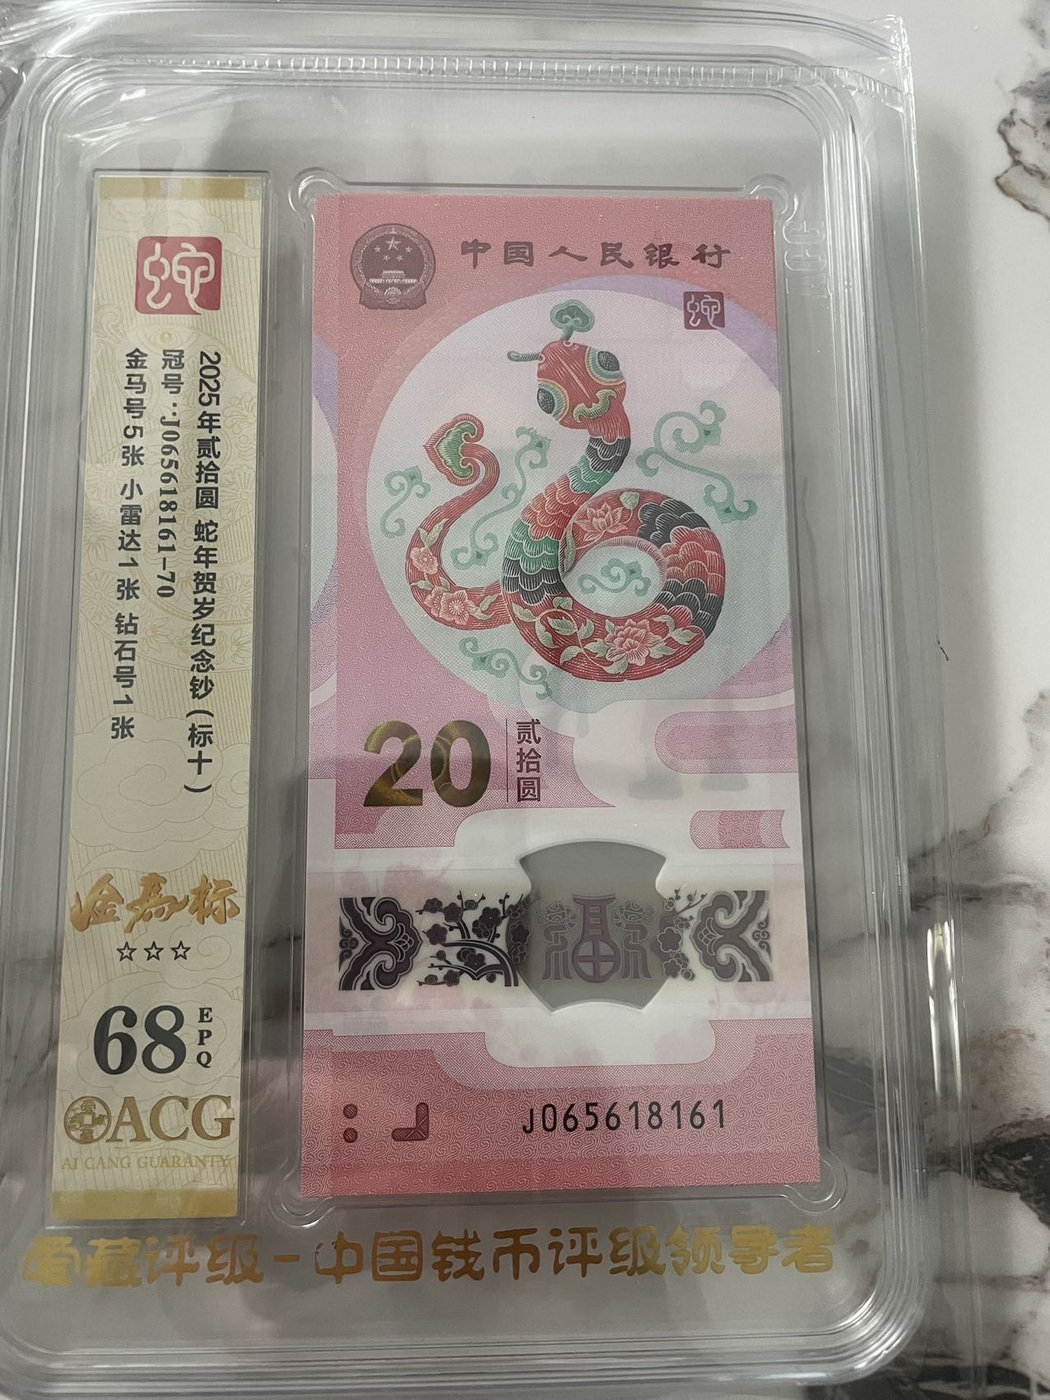 蛇
2025年贰拾圆 蛇年贺岁纪念钞(标十)
冠号:J065618161-70
金马号5张 小雷达1张 钻石号1张
金马标
☆☆☆
68
EPQ
ACG
AI CANG GUARANTY
中国人民银行
蛇
20
贰拾圆
福
J065618161
爱藏评级-中国钱币评级领导者